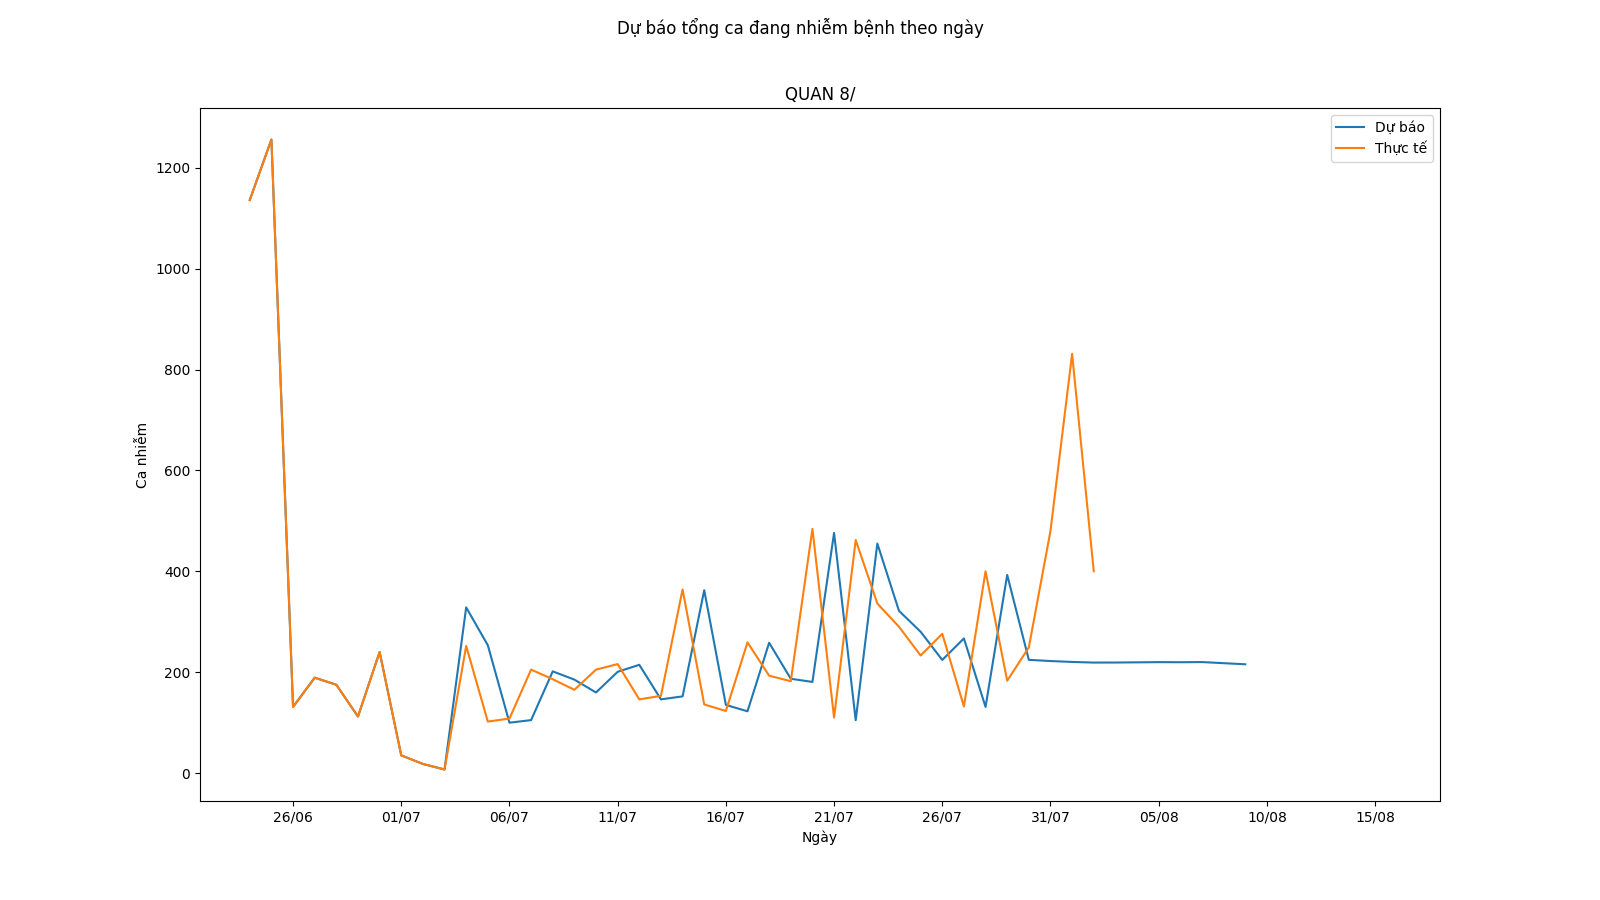 Dự báo tổng ca đang nhiễm bệnh theo ngày
QUAN 8/
Dự báo
Thực tế
1200
1000
800
600
400
200
0
Ca nhiễm
26/06 01/07 06/07 11/07 16/07 21/07 26/07 31/07 05/08 10/08 15/08
Ngày